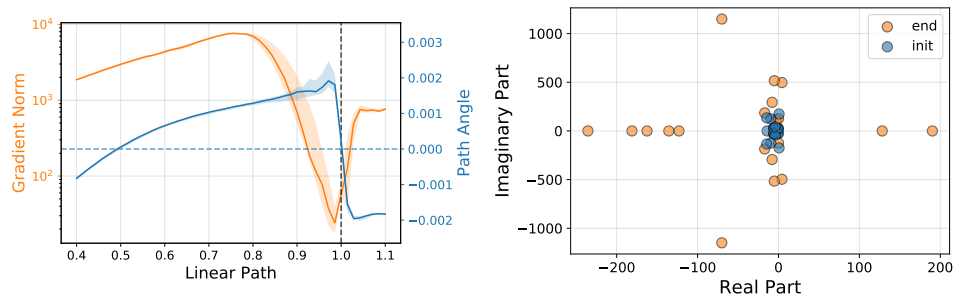 10⁴
10³
10²
Gradient Norm
0.003
0.002
0.001
0.000
−0.001
−0.002
Path Angle
0.4 0.5 0.6 0.7 0.8 0.9 1.0 1.1
Linear Path
end
init
1000
500
0
−500
−1000
Imaginary Part
−200 −100 0 100 200
Real Part